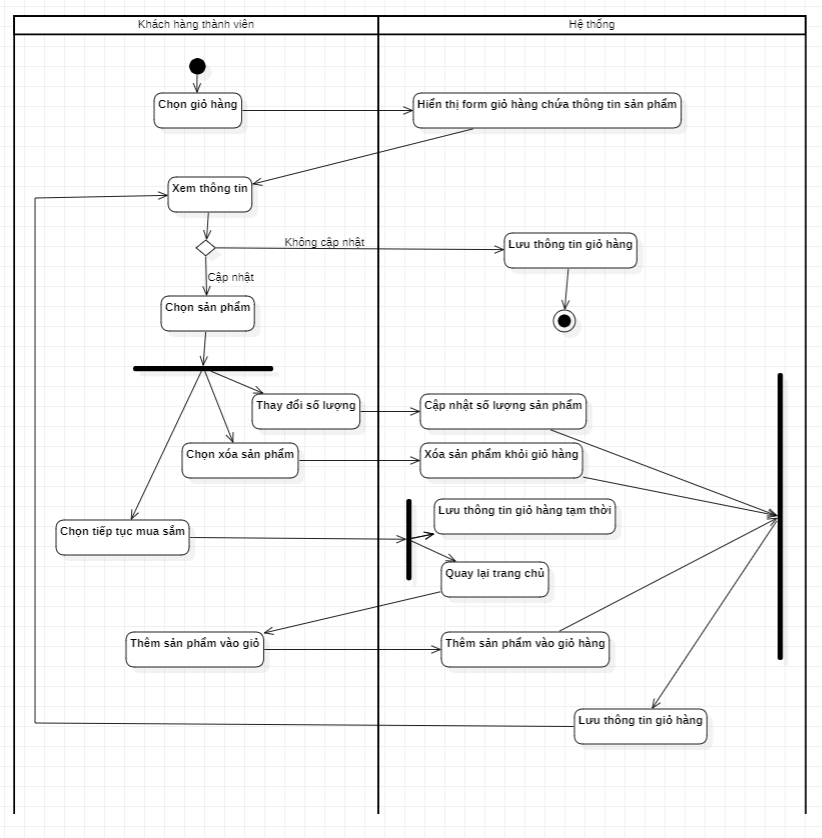 Khách hàng thành viên
Hệ thống
Chọn giỏ hàng
Hiển thị form giỏ hàng chứa thông tin sản phẩm
Xem thông tin
Không cập nhật
Lưu thông tin giỏ hàng
Cập nhật
Chọn sản phẩm
Thay đổi số lượng
Cập nhật số lượng sản phẩm
Chọn xóa sản phẩm
Xóa sản phẩm khỏi giỏ hàng
Lưu thông tin giỏ hàng tạm thời
Chọn tiếp tục mua sắm
Quay lại trang chủ
Thêm sản phẩm vào giỏ
Thêm sản phẩm vào giỏ hàng
Lưu thông tin giỏ hàng